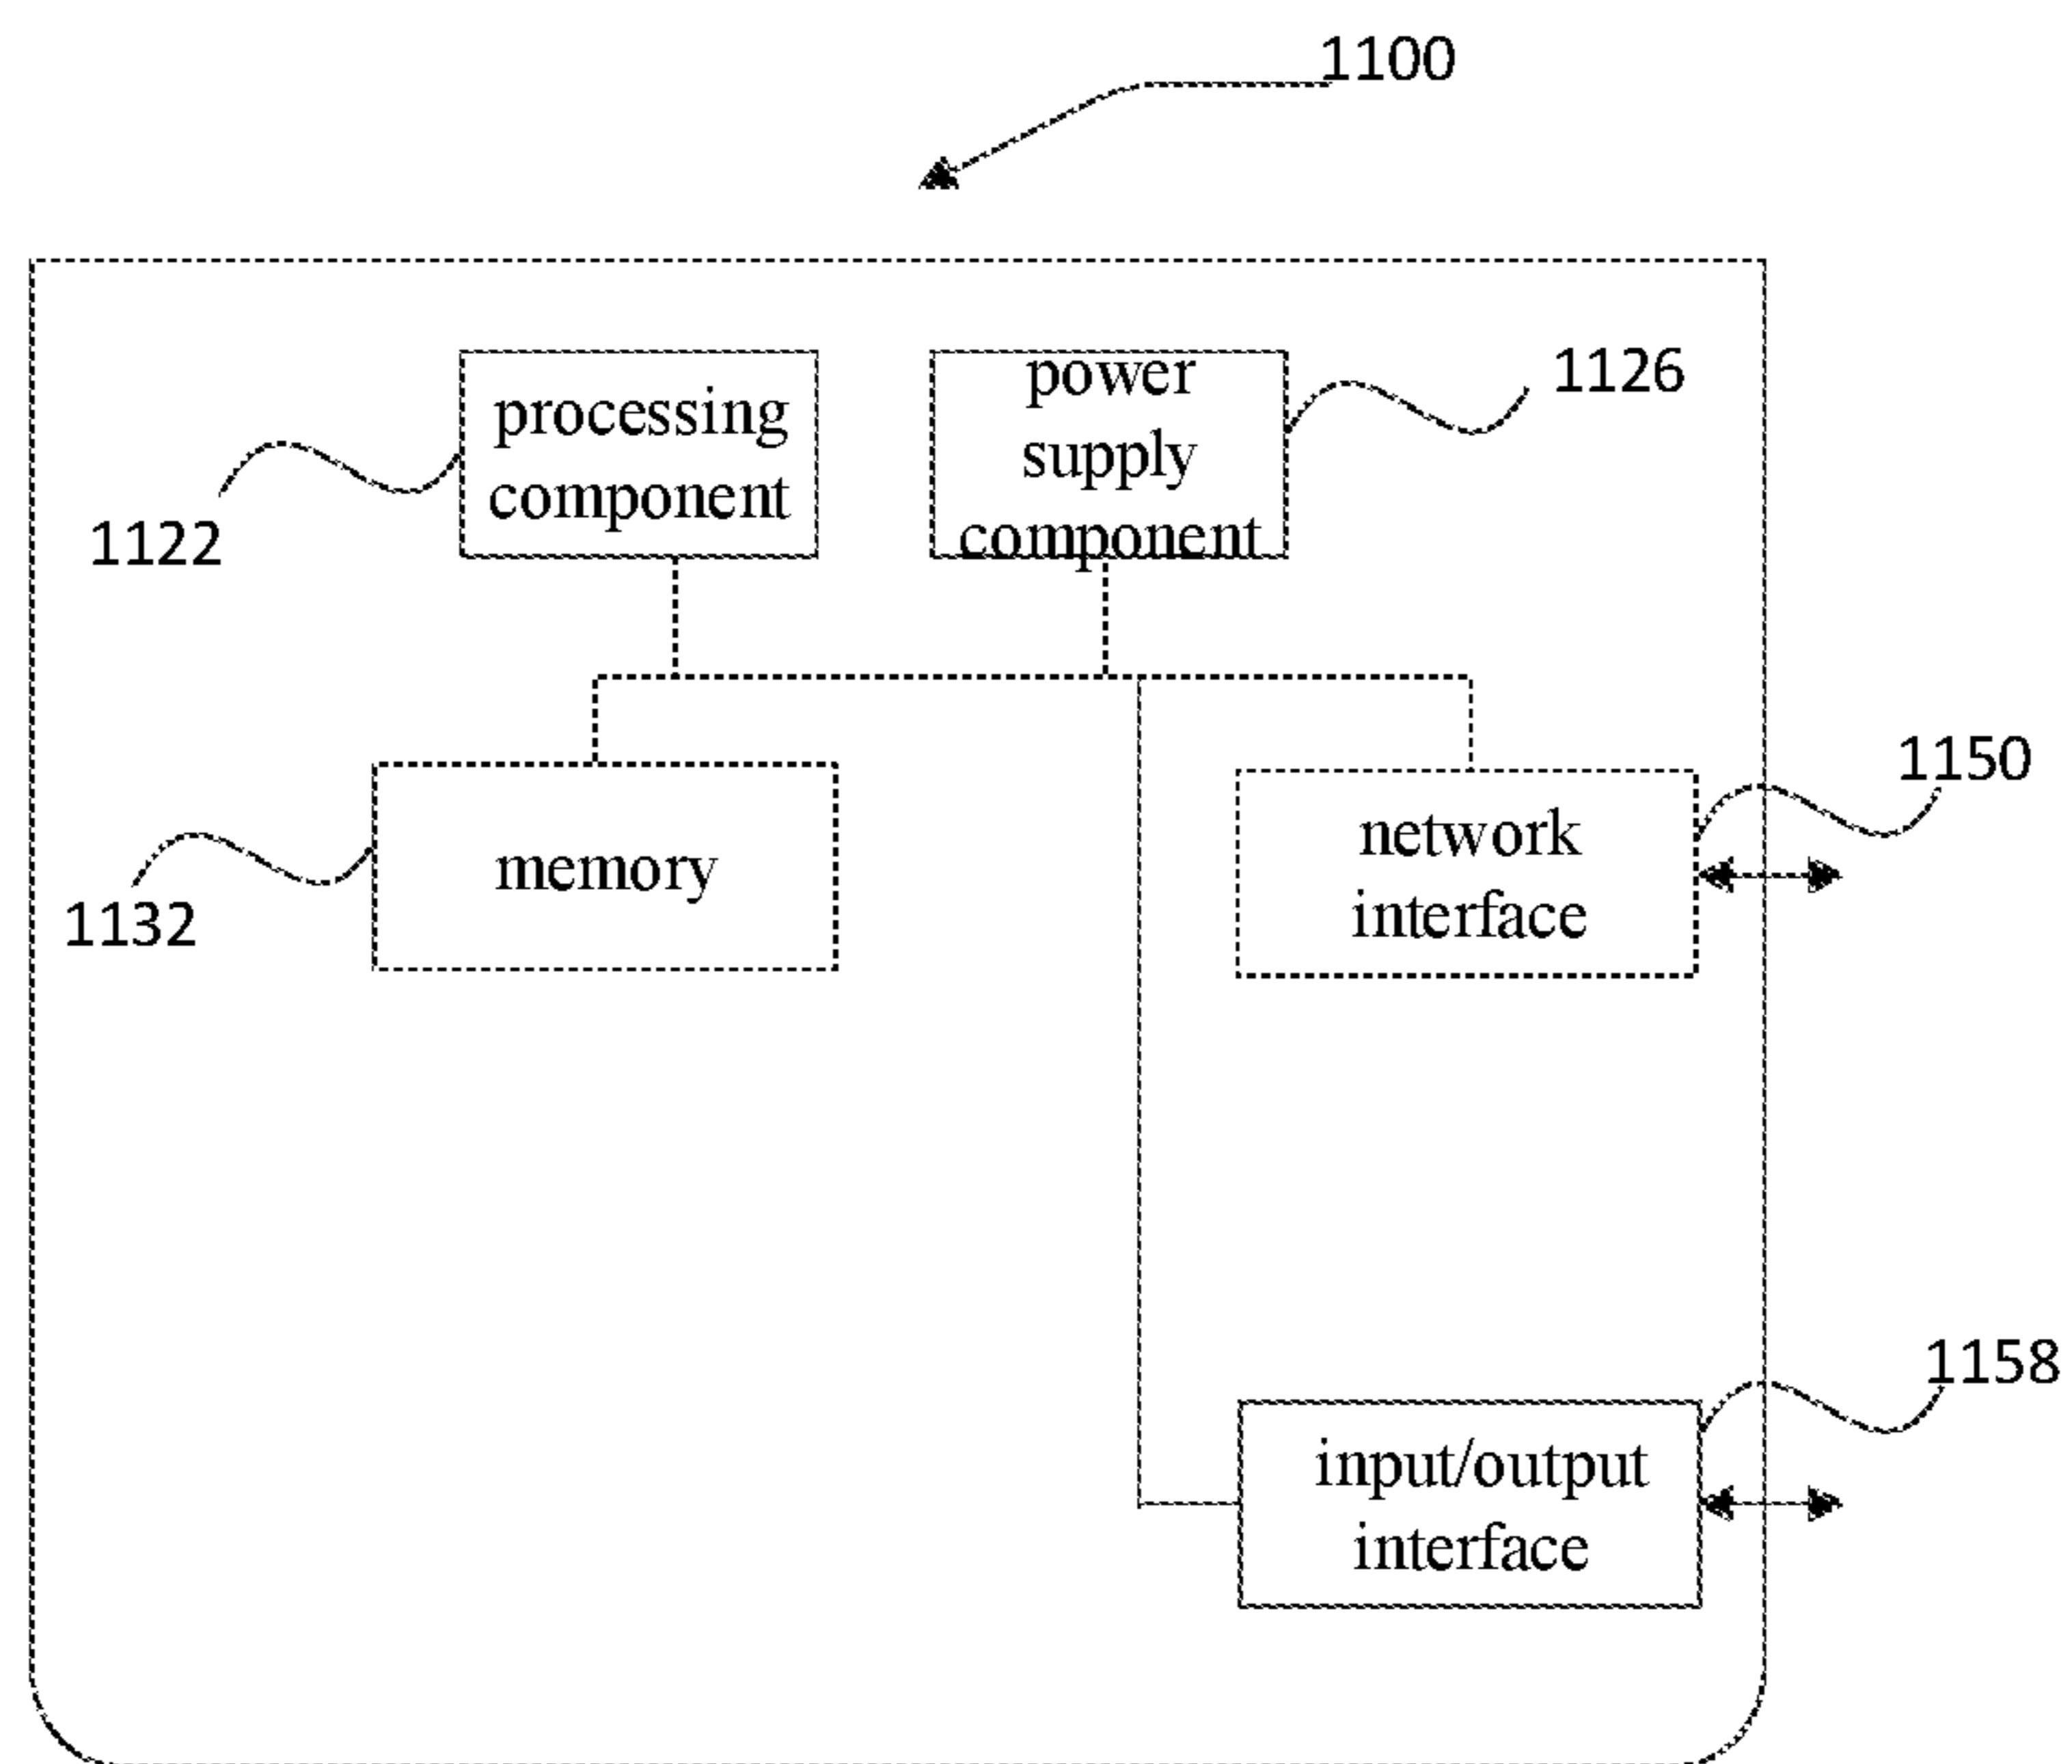 1100
processing
component
power
supply
component
1126
1122
1150
network
interface
memory
1132
1158
input/output
interface